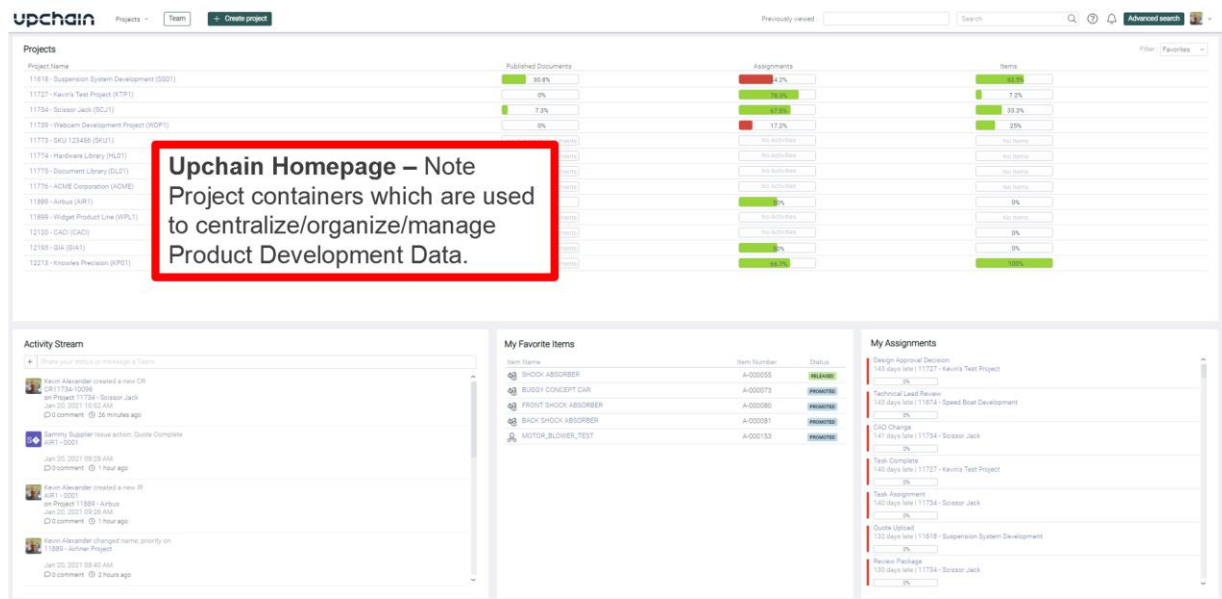 upchain
Projects
Team
+ Create project
Previously viewed
Search
Advanced search
Projects
Filter: Favorites
Project Name
Published Documents
Assignments
Items
11618 - Suspension System Development (SS01)
30.8%
62.5%
11727 - Kevin's Test Project (KTP1)
0%
7.2%
11734 - Scissor Jack (SCJ1)
7.3%
33.3%
11739 - Webcam Development Project (WDP1)
0%
17.2%
25%
11773 - SKU 123456 (SKU1)
No Activities
No Items
11774 - Hardware Library (HL01)
No Activities
No Items
11775 - Document Library (DL01)
No Activities
No Items
11776 - ACME Corporation (ACME)
No Activities
No Items
11889 - Airbus (AIR1)
50%
0%
11899 - Widget Product Line (WPL1)
No Activities
No Items
12120 - CACI (CACI)
No Activities
0%
12193 - GIA (GIA1)
50%
0%
12213 - Knowles Precision (KP01)
66.7%
100%
Upchain Homepage – Note
Project containers which are used
to centralize/organize/manage
Product Development Data.
Activity Stream
+ Share your status or message a Team
Kevin Alexander created a new CR
CR11734-10096
on Project 11734 - Scissor Jack
Jan 20, 2021 10:02 AM
0 comment 26 minutes ago
Sammy Supplier Issue action: Quote Complete
AIR1 - 0001
Jan 20, 2021 09:28 AM
0 comment 1 hour ago
Kevin Alexander created a new IR
AIR1 - 0001
on Project 11889 - Airbus
Jan 20, 2021 09:26 AM
0 comment 1 hour ago
Kevin Alexander changed name, priority on
11889 - Airliner Project
Jan 20, 2021 08:40 AM
0 comment 2 hours ago
My Favorite Items
Item Name
Item Number
Status
SHOCK ABSORBER
A-000055
RELEASED
BUGGY CONCEPT CAR
A-000073
PROMOTED
FRONT SHOCK ABSORBER
A-000080
PROMOTED
BACK SHOCK ABSORBER
A-000081
PROMOTED
MOTOR_BLOWER_TEST
A-000153
PROMOTED
My Assignments
Design Approval Decision
143 days late | 11727 - Kevin's Test Project
0%
Technical Lead Review
143 days late | 11674 - Speed Boat Development
0%
CAD Change
141 days late | 11734 - Scissor Jack
0%
Task Complete
140 days late | 11727 - Kevin's Test Project
0%
Task Assignment
140 days late | 11734 - Scissor Jack
0%
Quote Upload
132 days late | 11618 - Suspension System Development
0%
Review Package
130 days late | 11734 - Scissor Jack
0%